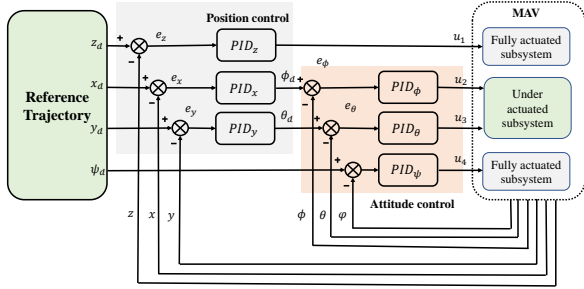 Position control
MAV
z_d
+
-
e_z
PID_z
u_1
Fully actuated
subsystem
x_d
+
-
e_x
PID_x
ϕ_d
+
-
e_ϕ
PID_ϕ
u_2
Under
actuated
subsystem
Reference
Trajectory
y_d
+
-
e_y
PID_y
θ_d
+
-
e_θ
PID_θ
u_3
ψ_d
+
-
PID_ψ
u_4
Fully actuated
subsystem
Attitude control
z
x
y
ϕ
θ
φ